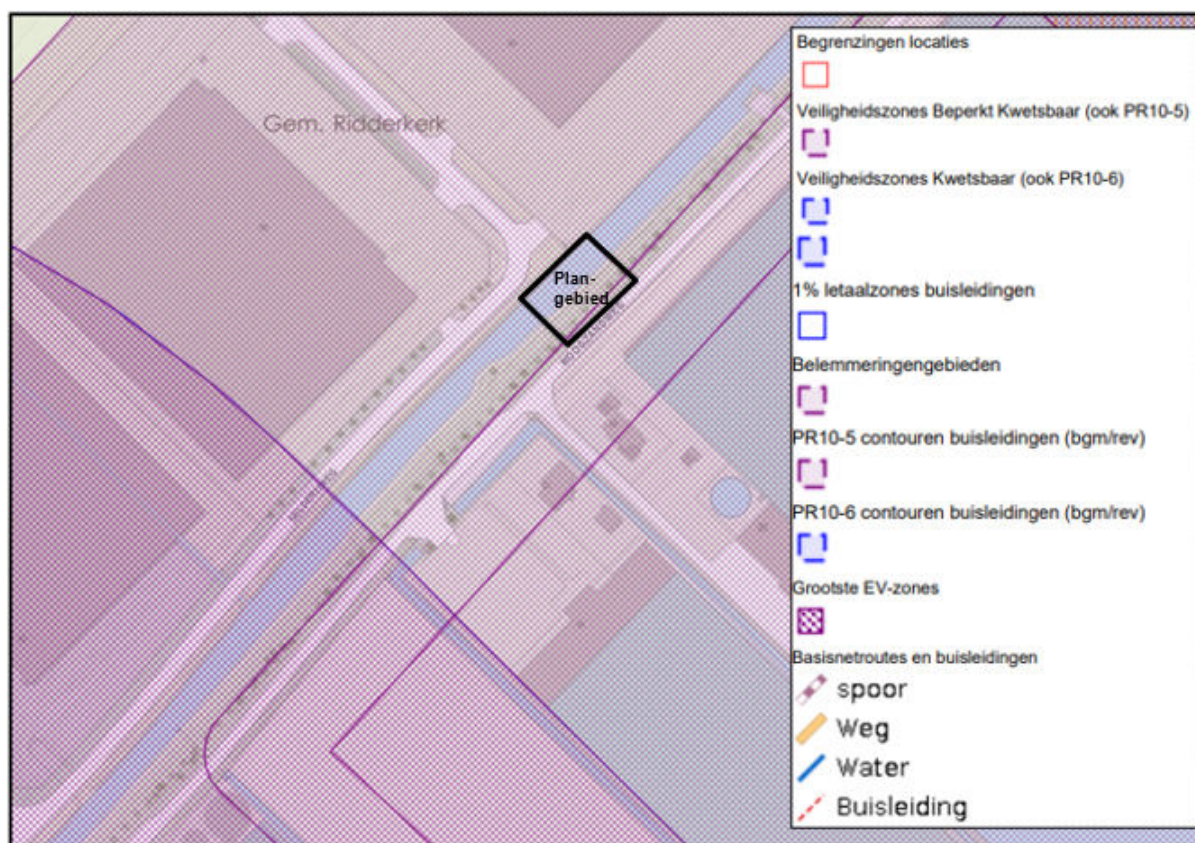 Gem. Ridderkerk
Plan-
gebied
Begrenzingen locaties
Veiligheidszones Beperkt Kwetsbaar (ook PR10-5)
Veiligheidszones Kwetsbaar (ook PR10-6)
1% letaalzones buisleidingen
Belemmeringengebieden
PR10-5 contouren buisleidingen (bgm/rev)
PR10-6 contouren buisleidingen (bgm/rev)
Grootste EV-zones
Basisnetroutes en buisleidingen
spoor
Weg
Water
Buisleiding